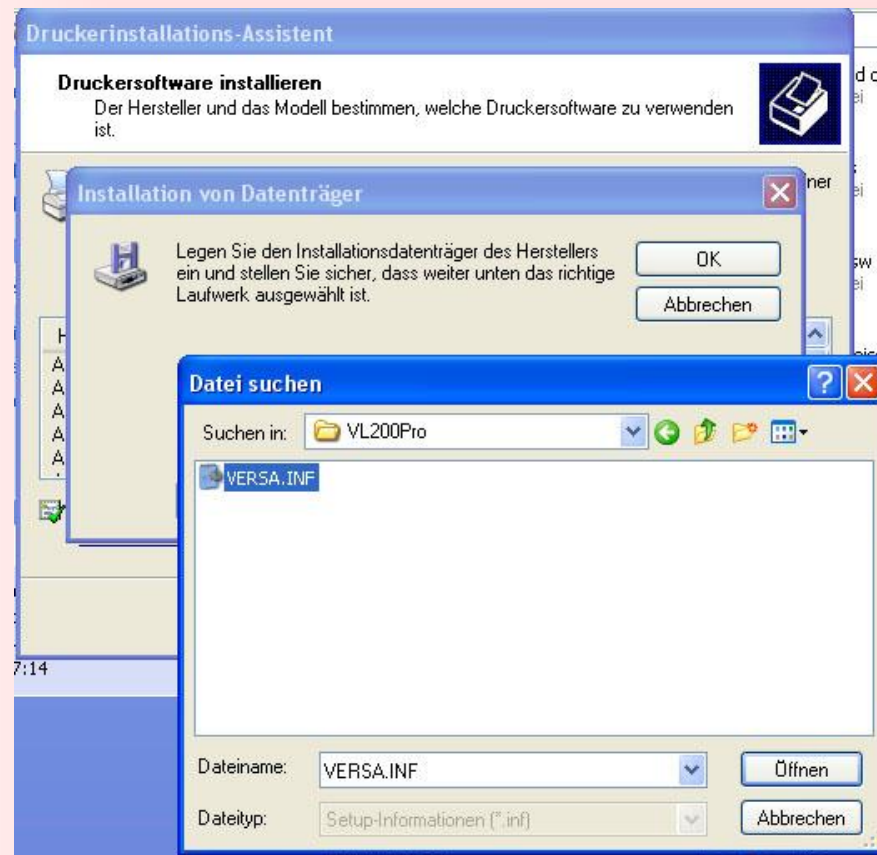 Druckerinstallations-Assistent
Druckersoftware installieren
Der Hersteller und das Modell bestimmen, welche Druckersoftware zu verwenden
ist.
Installation von Datenträger
Legen Sie den Installationsdatenträger des Herstellers
ein und stellen Sie sicher, dass weiter unten das richtige
Laufwerk ausgewählt ist.
OK
Abbrechen
H
A
A
A
A
A
Datei suchen
Suchen in:
VL200Pro
VERSA.INF
7:14
Dateiname:
VERSA.INF
Öffnen
Dateityp:
Setup-Informationen (*.inf)
Abbrechen